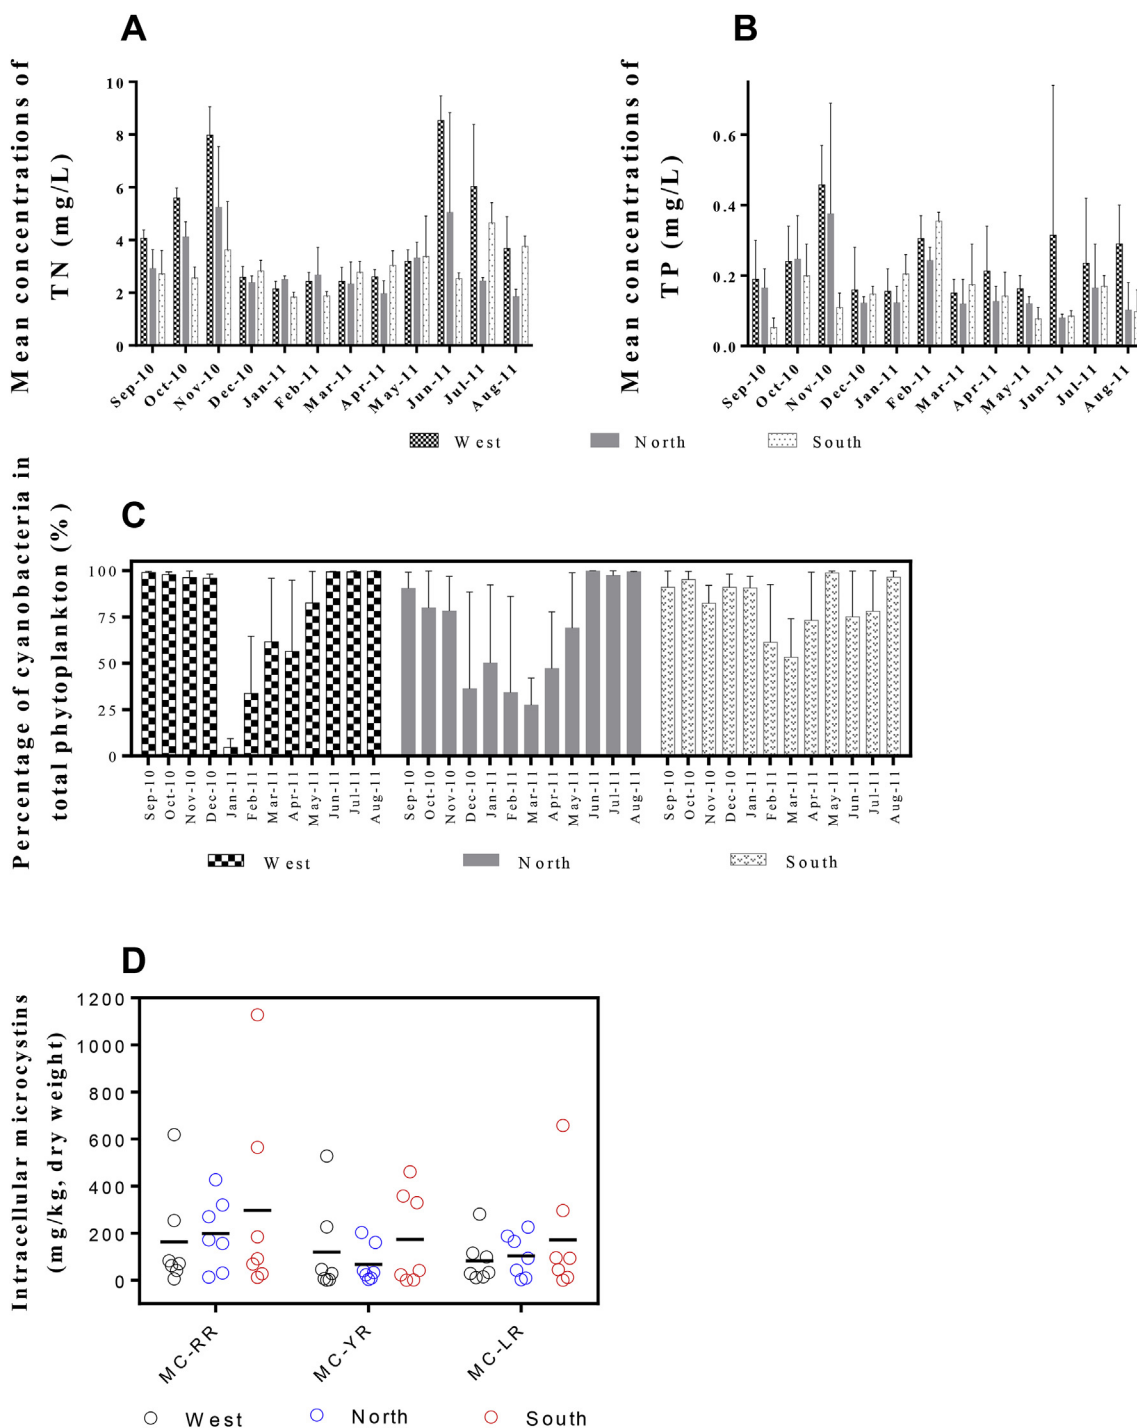 A
B
Mean concentrations of
TN (mg/L)
10
8
6
4
2
0
Sep-10
Oct-10
Nov-10
Dec-10
Jan-11
Feb-11
Mar-11
Apr-11
May-11
Jun-11
Jul-11
Aug-11
Mean concentrations of
TP (mg/L)
0.6
0.4
0.2
0.0
Sep-10
Oct-10
Nov-10
Dec-10
Jan-11
Feb-11
Mar-11
Apr-11
May-11
Jun-11
Jul-11
Aug-11
West North South
C
Percentage of cyanobacteria in
total phytoplankton (%)
100
75
50
25
0
Sep-10
Oct-10
Nov-10
Dec-10
Jan-11
Feb-11
Mar-11
Apr-11
May-11
Jun-11
Jul-11
Aug-11
Sep-10
Oct-10
Nov-10
Dec-10
Jan-11
Feb-11
Mar-11
Apr-11
May-11
Jun-11
Jul-11
Aug-11
Sep-10
Oct-10
Nov-10
Dec-10
Jan-11
Feb-11
Mar-11
Apr-11
May-11
Jun-11
Jul-11
Aug-11
West North South
D
Intracellular microcystins
(mg/kg, dry weight)
1200
1000
800
600
400
200
0
MC-RR
MC-YR
MC-LR
West North South